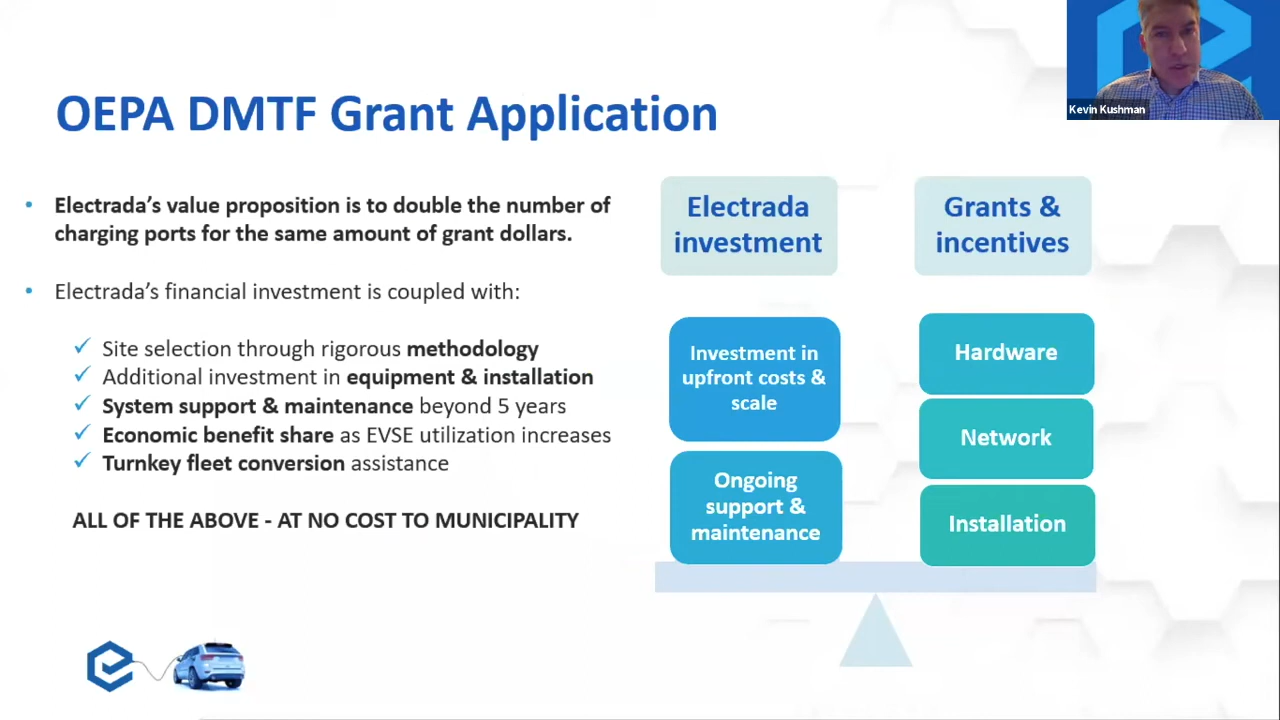 Kevin Kushman
OEPA DMTF Grant Application
• Electrada’s value proposition is to double the number of
charging ports for the same amount of grant dollars.
• Electrada’s financial investment is coupled with:
✓ Site selection through rigorous methodology
✓ Additional investment in equipment & installation
✓ System support & maintenance beyond 5 years
✓ Economic benefit share as EVSE utilization increases
✓ Turnkey fleet conversion assistance
ALL OF THE ABOVE - AT NO COST TO MUNICIPALITY
Electrada
investment
Investment in
upfront costs &
scale
Ongoing
support &
maintenance
Grants &
incentives
Hardware
Network
Installation